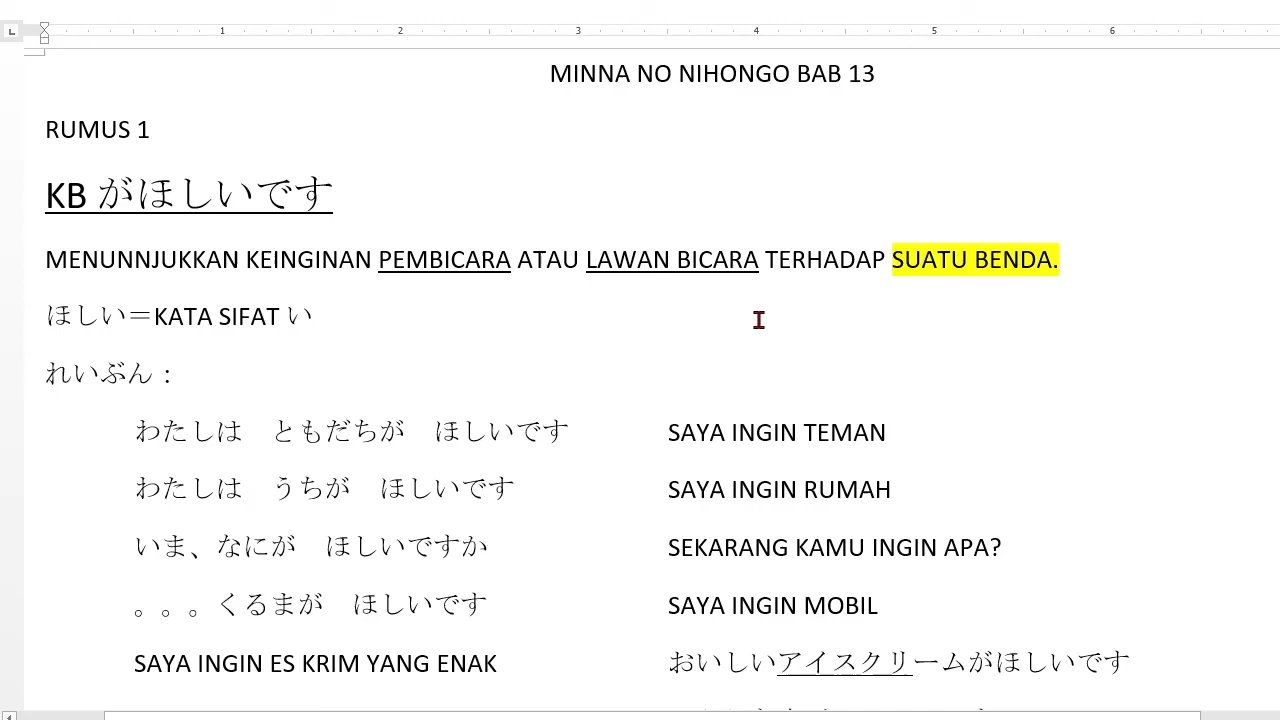 1 2 3 4 5 6
MINNA NO NIHONGO BAB 13
RUMUS 1
KB がほしいです
MENUNNJUKKAN KEINGINAN PEMBICARA ATAU LAWAN BICARA TERHADAP SUATU BENDA.
ほしい＝KATA SIFAT い
れいぶん：
わたしは　ともだちが　ほしいです SAYA INGIN TEMAN
わたしは　うちが　ほしいです SAYA INGIN RUMAH
いま、なにが　ほしいですか SEKARANG KAMU INGIN APA?
。。。くるまが　ほしいです SAYA INGIN MOBIL
SAYA INGIN ES KRIM YANG ENAK おいしいアイスクリームがほしいです